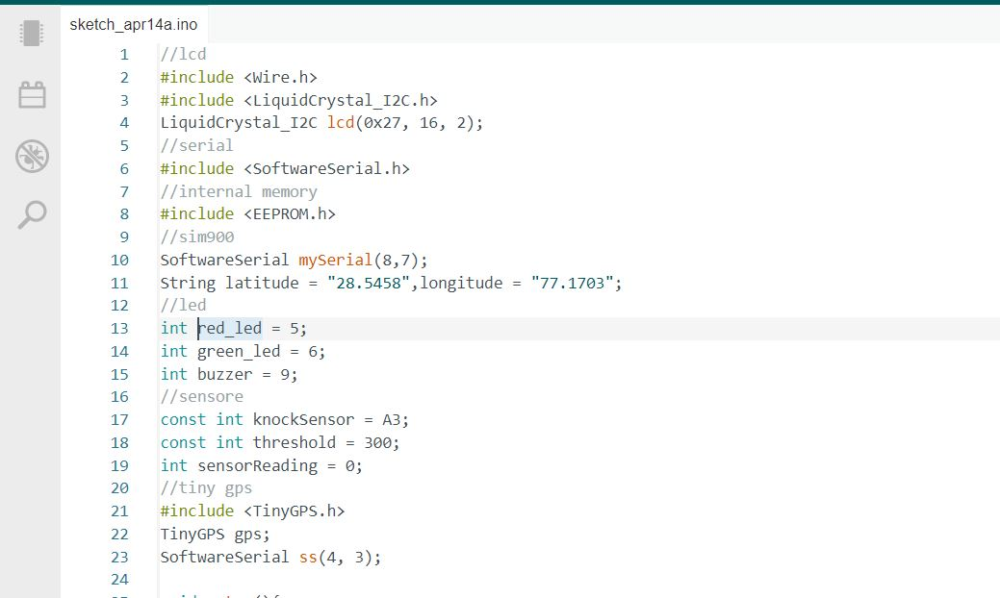 sketch_apr14a.ino
1 //lcd
2 #include <Wire.h>
3 #include <LiquidCrystal_I2C.h>
4 LiquidCrystal_I2C lcd(0x27, 16, 2);
5 //serial
6 #include <SoftwareSerial.h>
7 //internal memory
8 #include <EEPROM.h>
9 //sim900
10 SoftwareSerial mySerial(8,7);
11 String latitude = "28.5458",longitude = "77.1703";
12 //led
13 int red_led = 5;
14 int green_led = 6;
15 int buzzer = 9;
16 //sensore
17 const int knockSensor = A3;
18 const int threshold = 300;
19 int sensorReading = 0;
20 //tiny gps
21 #include <TinyGPS.h>
22 TinyGPS gps;
23 SoftwareSerial ss(4, 3);
24